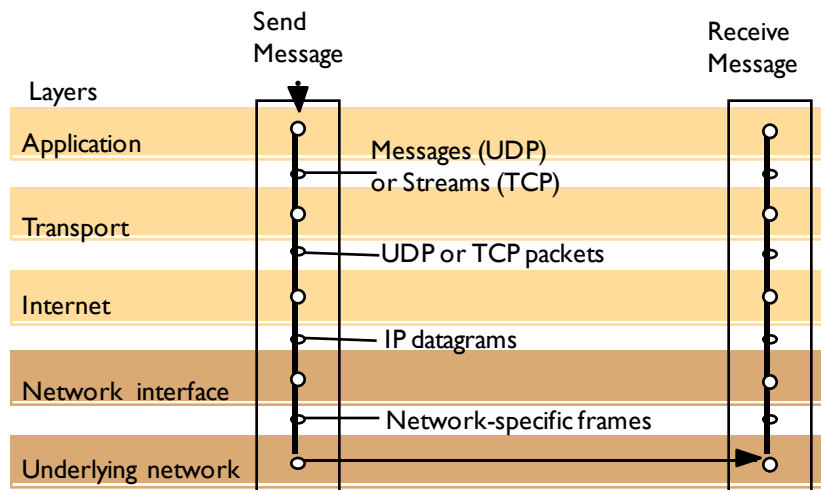 Send
Message
Receive
Message
Layers
Application
Messages (UDP)
or Streams (TCP)
Transport
UDP or TCP packets
Internet
IP datagrams
Network interface
Network-specific frames
Underlying network